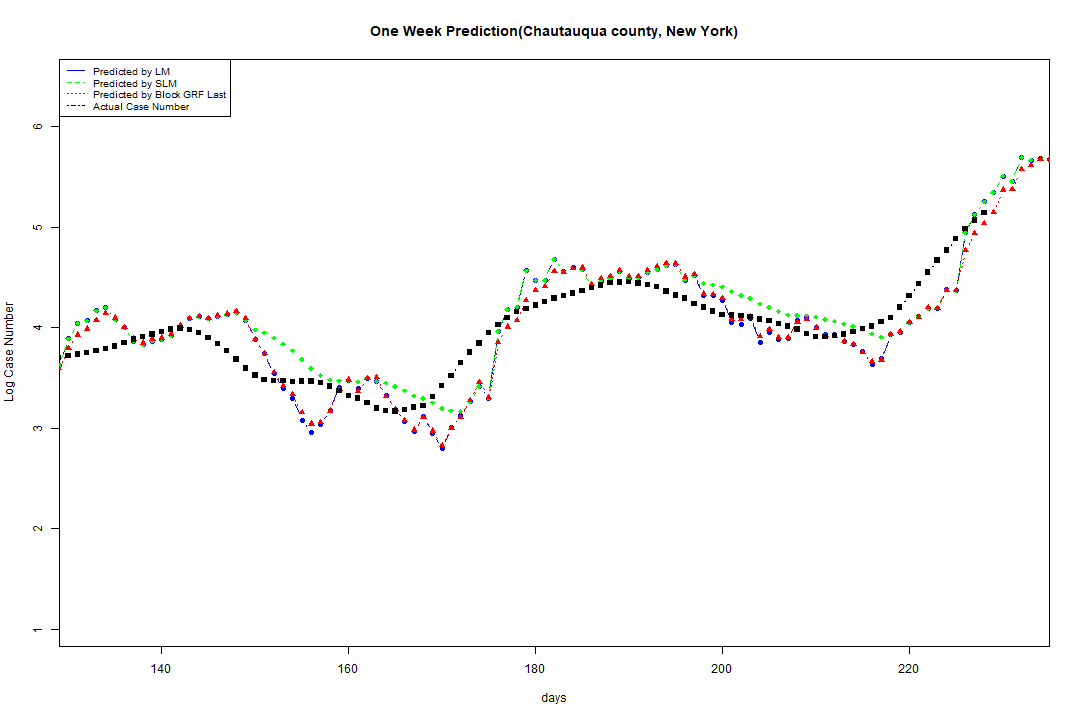 One Week Prediction(Chautauqua county, New York)
Predicted by LM
Predicted by SLM
Predicted by Block GRF Last
Actual Case Number
Log Case Number
6
5
4
3
2
1
140 160 180 200 220
days